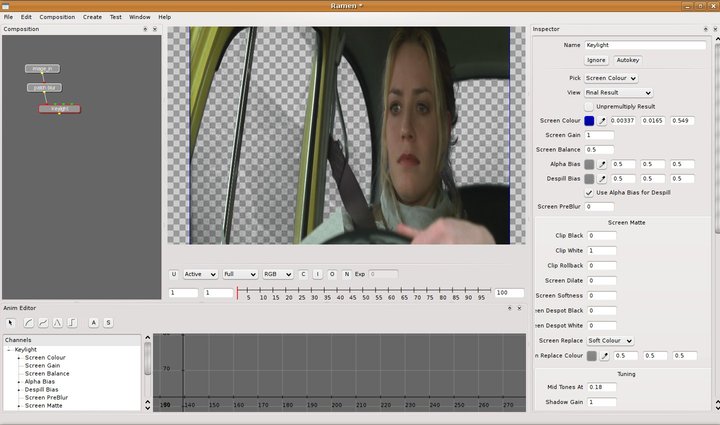 Ramen *
File Edit Composition Create Test Window Help
Composition
image_in
patch blur
Keylight
U Active Full RGB C I O N Exp 0
1 1 5 10 15 20 25 30 35 40 45 50 55 60 65 70 75 80 85 90 95 100
Anim Editor
A S
Channels
Keylight
Screen Colour
Screen Gain
Screen Balance
Alpha Bias
Despill Bias
Screen PreBlur
Screen Matte
70
140 150 160 170 180 190 200 210 220 230 240 250 260 270
Inspector
Name Keylight
Ignore Autokey
Pick Screen Colour
View Final Result
Unpremultiply Result
Screen Colour 0.00337 0.0165 0.549
Screen Gain 1
Screen Balance 0.5
Alpha Bias 0.5 0.5 0.5
Despill Bias 0.5 0.5 0.5
Use Alpha Bias for Despill
Screen PreBlur 0
Screen Matte
Clip Black 0
Clip White 1
Clip Rollback 0
Screen Dilate 0
Screen Softness 0
en Despot Black 0
en Despot White 0
Screen Replace Soft Colour
n Replace Colour 0.5 0.5 0.5
Tuning
Mid Tones At 0.18
Shadow Gain 1